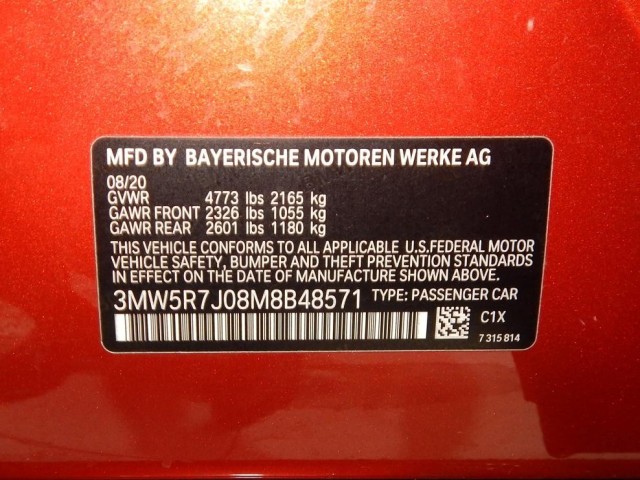 MFD BY BAYERISCHE MOTOREN WERKE AG
08/20
GVWR 4773 lbs 2165 kg
GAWR FRONT 2326 lbs 1055 kg
GAWR REAR 2601 lbs 1180 kg
THIS VEHICLE CONFORMS TO ALL APPLICABLE U.S.FEDERAL MOTOR
VEHICLE SAFETY, BUMPER AND THEFT PREVENTION STANDARDS
IN EFFECT ON THE DATE OF MANUFACTURE SHOWN ABOVE.
3MW5R7J08M8B48571 TYPE: PASSENGER CAR
C1X
7 315 814